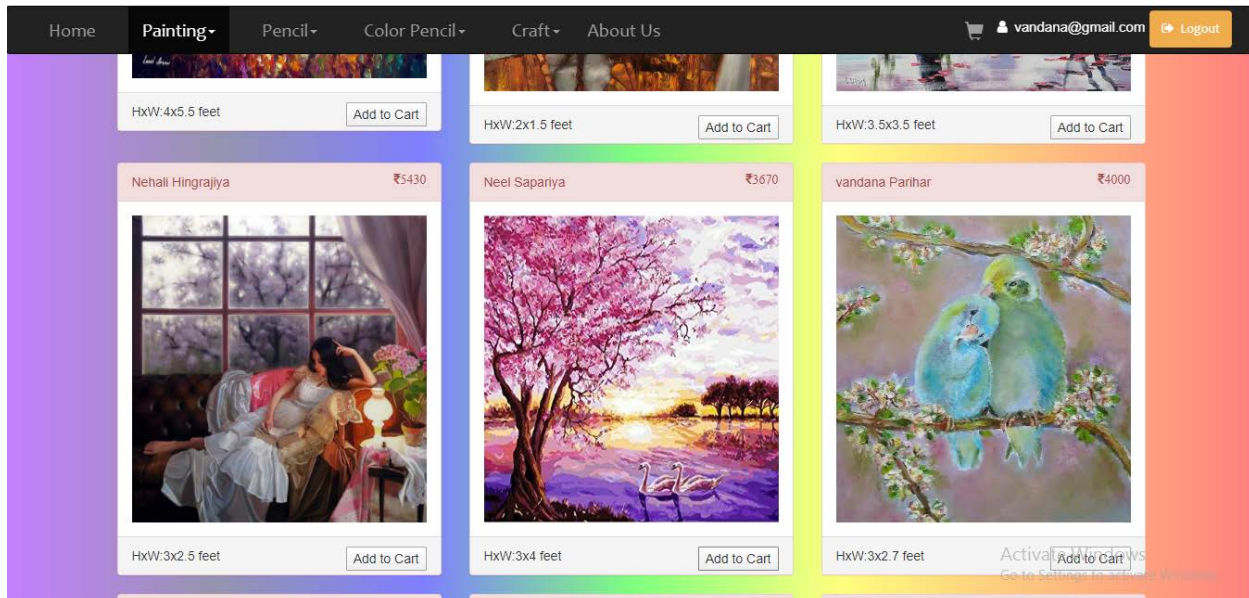 Home Painting Pencil Color Pencil Craft About Us vandana@gmail.com Logout
HxW:4x5.5 feet Add to Cart
HxW:2x1.5 feet Add to Cart
HxW:3.5x3.5 feet Add to Cart
Nehali Hingrajiya ₹5430
Neel Sapariya ₹3670
vandana Parihar ₹4000
HxW:3x2.5 feet Add to Cart
HxW:3x4 feet Add to Cart
HxW:3x2.7 feet Add to Cart
Activate Windows
Go to Settings to activate Windows.